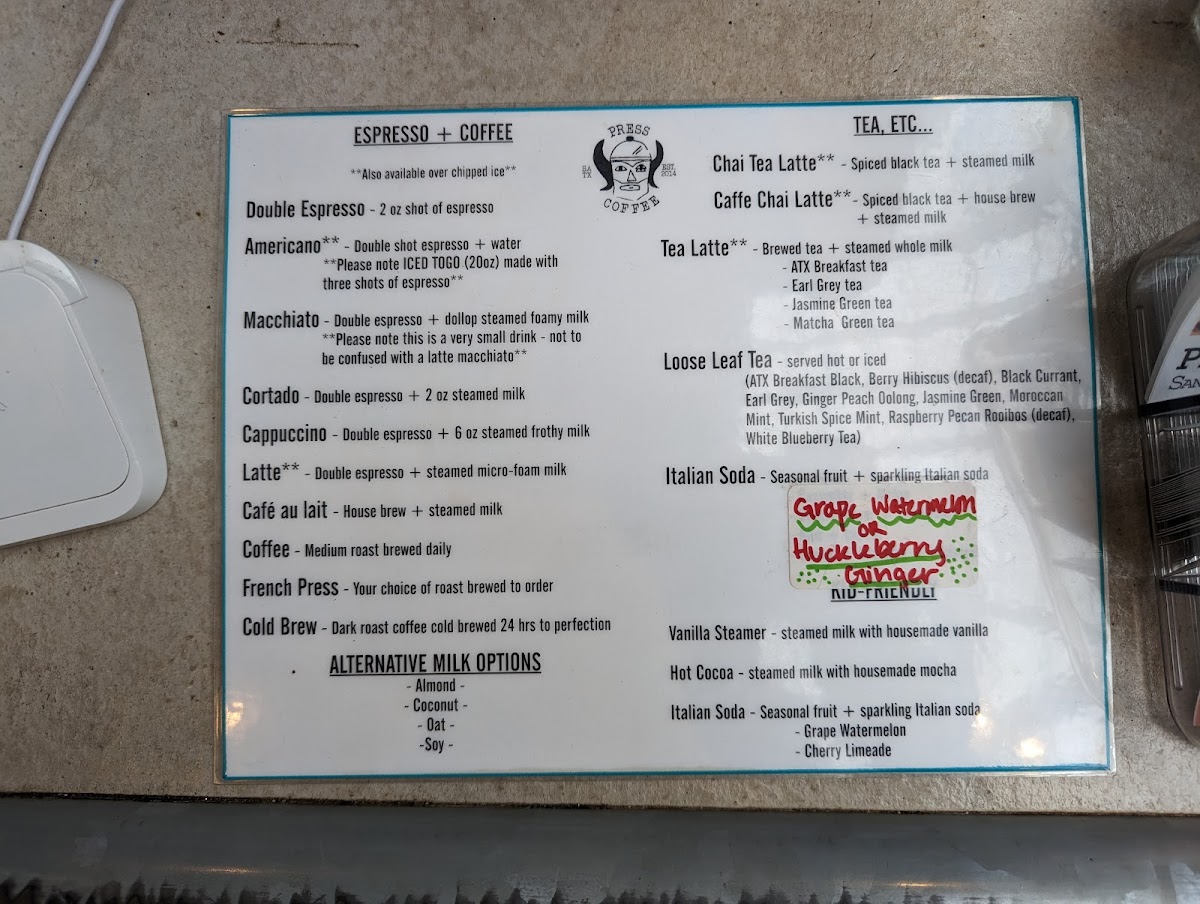 ESPRESSO + COFFEE
**Also available over chipped ice**
Double Espresso - 2 oz shot of espresso
Americano** - Double shot espresso + water
**Please note ICED TOGO (20oz) made with
three shots of espresso**
Macchiato - Double espresso + dollop steamed foamy milk
**Please note this is a very small drink - not to
be confused with a latte macchiato**
Cortado - Double espresso + 2 oz steamed milk
Cappuccino - Double espresso + 6 oz steamed frothy milk
Latte** - Double espresso + steamed micro-foam milk
Café au lait - House brew + steamed milk
Coffee - Medium roast brewed daily
French Press - Your choice of roast brewed to order
Cold Brew - Dark roast coffee cold brewed 24 hrs to perfection
ALTERNATIVE MILK OPTIONS
- Almond -
- Coconut -
- Oat -
-Soy -
PRESS
SA TX
EST. 2014
COFFEE
TEA, ETC...
Chai Tea Latte** - Spiced black tea + steamed milk
Caffe Chai Latte** - Spiced black tea + house brew
+ steamed milk
Tea Latte** - Brewed tea + steamed whole milk
- ATX Breakfast tea
- Earl Grey tea
- Jasmine Green tea
- Matcha Green tea
Loose Leaf Tea - served hot or iced
(ATX Breakfast Black, Berry Hibiscus (decaf), Black Currant,
Earl Grey, Ginger Peach Oolong, Jasmine Green, Moroccan
Mint, Turkish Spice Mint, Raspberry Pecan Rooibos (decaf),
White Blueberry Tea)
Italian Soda - Seasonal fruit + sparkling Italian soda
Grape Watermelon
OR
Huckleberry
Ginger
KID-FRIENDLY
Vanilla Steamer - steamed milk with housemade vanilla
Hot Cocoa - steamed milk with housemade mocha
Italian Soda - Seasonal fruit + sparkling Italian soda
- Grape Watermelon
- Cherry Limeade